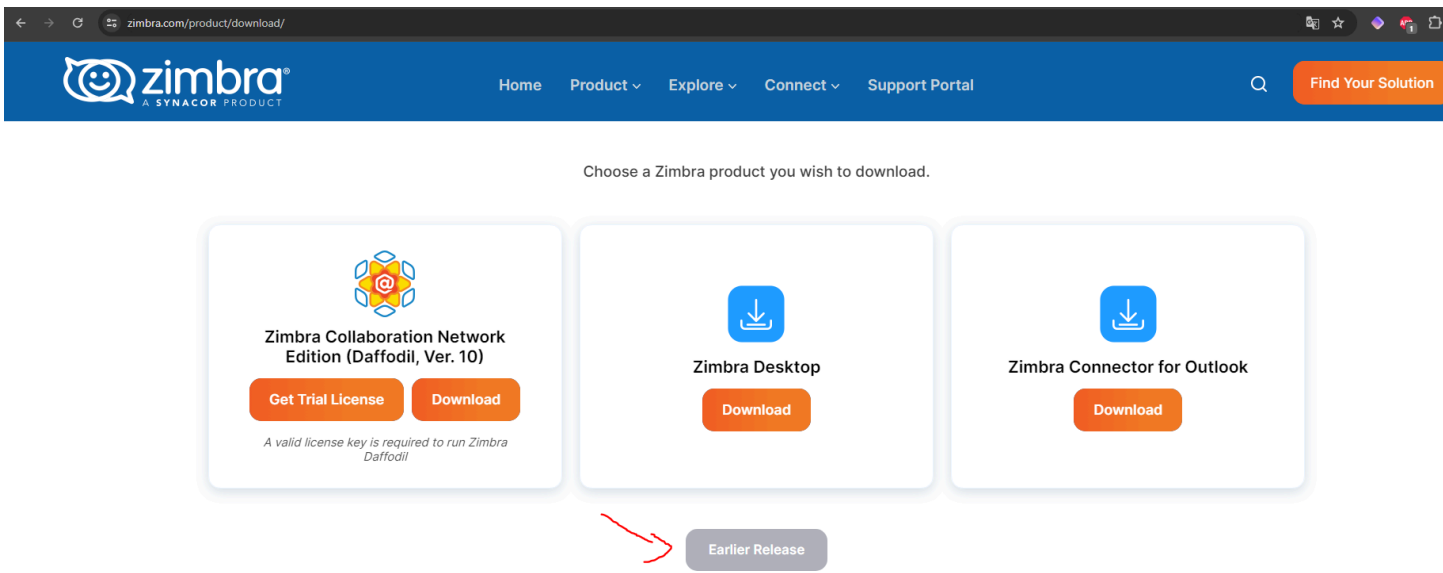 zimbra.com/product/download/
zimbra®
A SYNACOR PRODUCT
Home Product Explore Connect Support Portal
Find Your Solution
Choose a Zimbra product you wish to download.
Zimbra Collaboration Network
Edition (Daffodil, Ver. 10)
Get Trial License Download
A valid license key is required to run Zimbra
Daffodil
Zimbra Desktop
Download
Zimbra Connector for Outlook
Download
Earlier Release